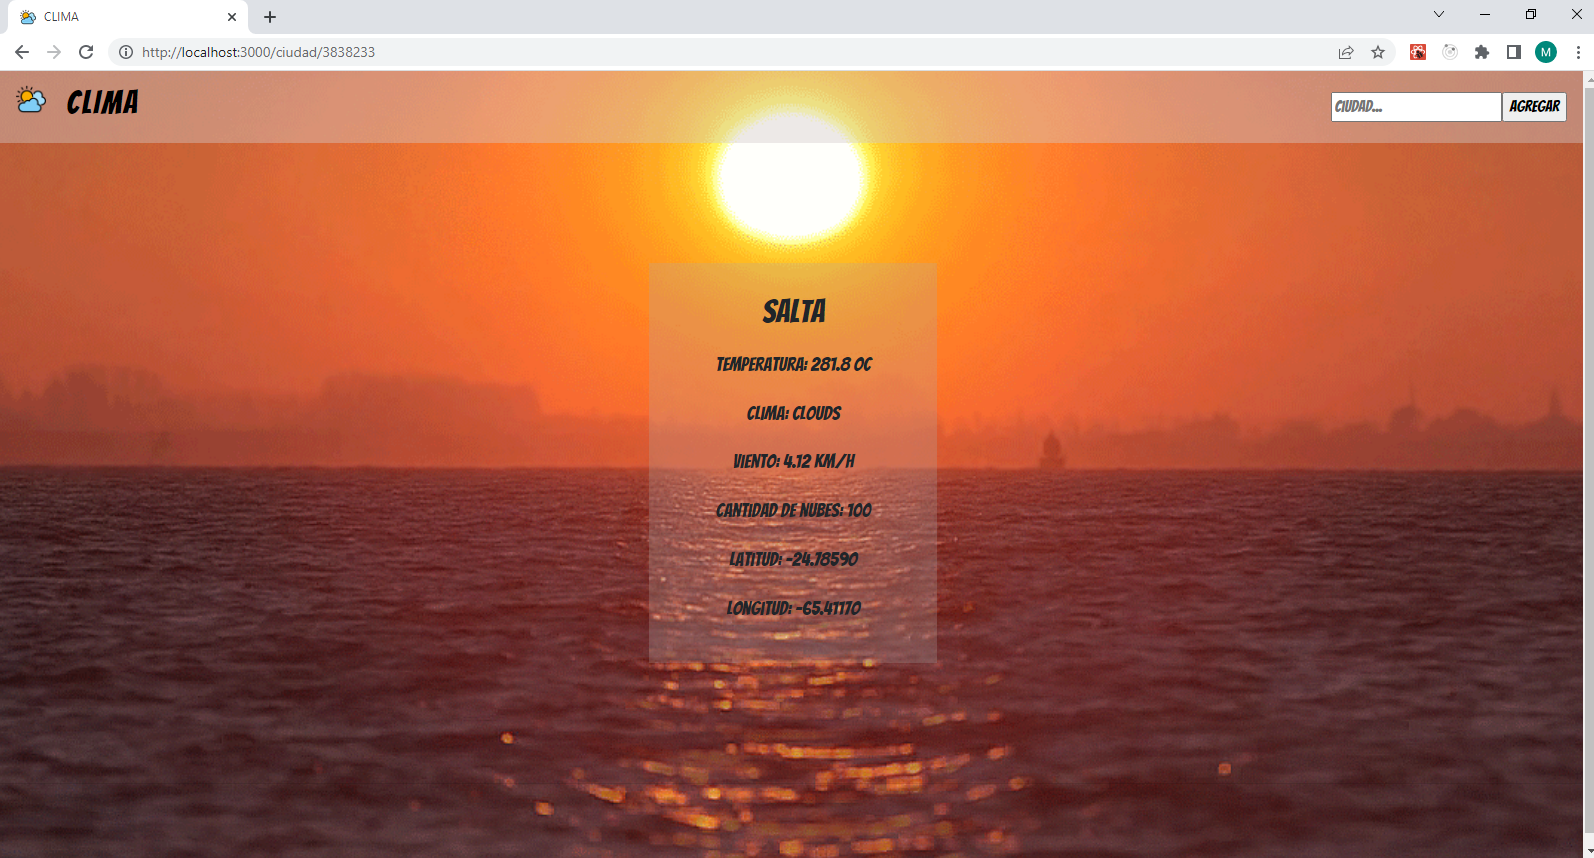 CLIMA
http://localhost:3000/ciudad/3838233
M
CLIMA
CIUDAD...
AGREGAR
SALTA
TEMPERATURA: 281.8 OC
CLIMA: CLOUDS
VIENTO: 4.12 KM/H
CANTIDAD DE NUBES: 100
LATITUD: -24.78590
LONGITUD: -65.41170